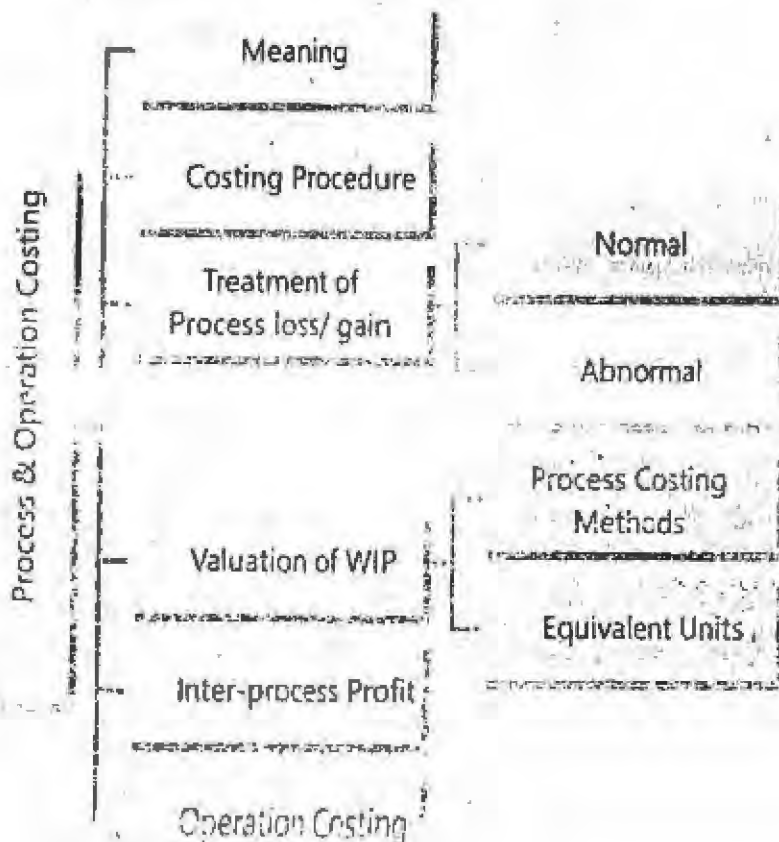 Process & Operation Costing
Meaning
Costing Procedure
Treatment of
Process loss/ gain
Normal
Abnormal
Valuation of WIP
Process Costing
Methods
Equivalent Units
Inter-process Profit
Operation Costing